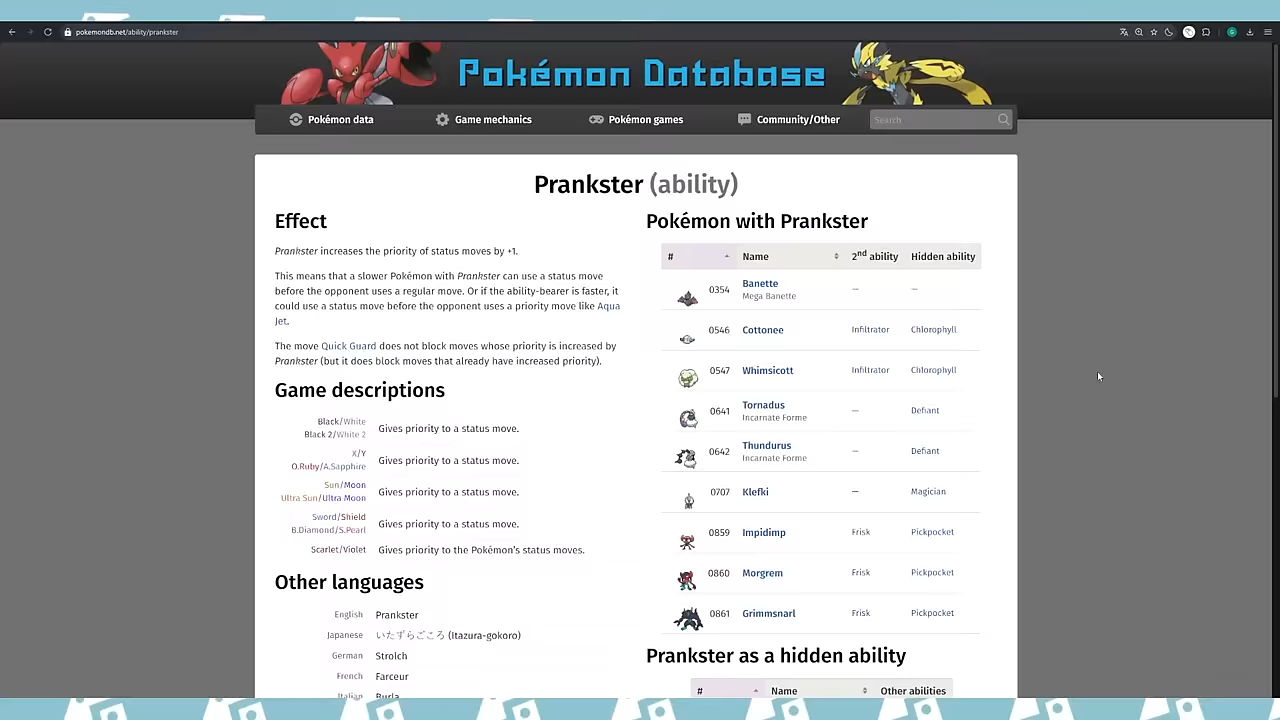 pokemondb.net/ability/prankster
Pokémon Database
Pokémon data
Game mechanics
Pokémon games
Community/Other
Search
Prankster (ability)
Effect
Prankster increases the priority of status moves by +1.
This means that a slower Pokémon with Prankster can use a status move
before the opponent uses a regular move. Or if the ability-bearer is faster, it
could use a status move before the opponent uses a priority move like Aqua
Jet.
The move Quick Guard does not block moves whose priority is increased by
Prankster (but it does block moves that already have increased priority).
Game descriptions
Black/White
Black 2/White 2
Gives priority to a status move.
X/Y
O.Ruby/A.Sapphire
Gives priority to a status move.
Sun/Moon
Ultra Sun/Ultra Moon
Gives priority to a status move.
Sword/Shield
B.Diamond/S.Pearl
Gives priority to a status move.
Scarlet/Violet Gives priority to the Pokémon's status moves.
Other languages
English Prankster
Japanese いたずらごころ (Itazura-gokoro)
German Strolch
French Farceur
Italian Burla
Pokémon with Prankster
# Name 2nd ability Hidden ability
0354 Banette — —
Mega Banette
0546 Cottonee Infiltrator Chlorophyll
0547 Whimsicott Infiltrator Chlorophyll
0641 Tornadus — Defiant
Incarnate Forme
0642 Thundurus — Defiant
Incarnate Forme
0707 Klefki — Magician
0859 Impidimp Frisk Pickpocket
0860 Morgrem Frisk Pickpocket
0861 Grimmsnarl Frisk Pickpocket
Prankster as a hidden ability
# Name Other abilities